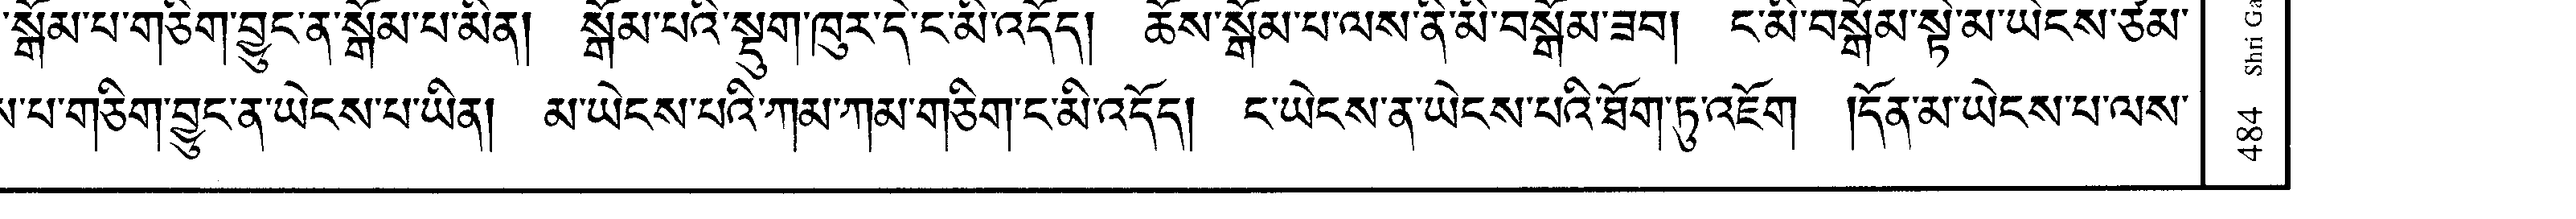 སྒོམ་པ་གཅིག་བྱུང་ན་སྒོམ་པ་མིན། སྒོམ་པའི་སྡུག་ཁུར་དེ་ང་མི་འདོད། ཆོས་སྒོམ་པ་ལས་ནི་མི་བསྒོམ་ཟབ། ང་མི་བསྒོམ་སྟེ་མ་ཡེངས་ཙམ་
པ་གཅིག་བྱུང་ན་ཡེངས་པ་ཡིན། མ་ཡེངས་པའི་ཀམ་ཀམ་གཅིག་ང་མི་འདོད། ང་ཡེངས་ན་ཡེངས་པའི་ཐོག་ཏུ་འཇོག །དོན་མ་ཡེངས་པ་ལས་
484 Shri